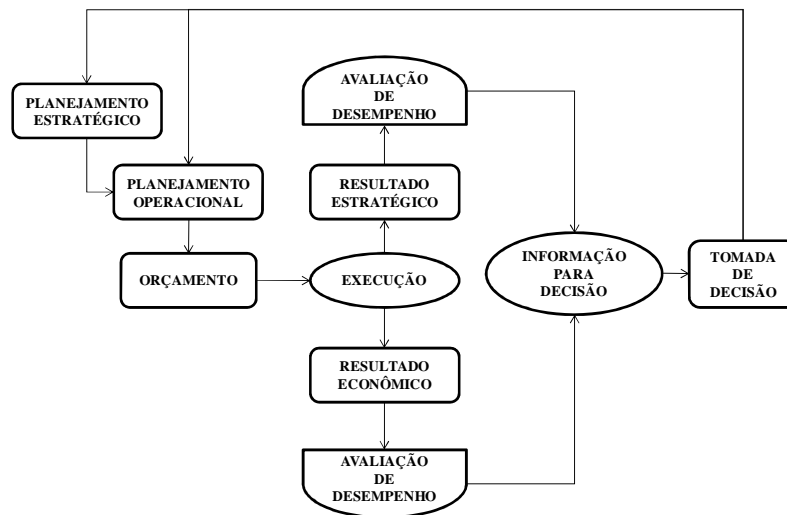 PLANEJAMENTO
ESTRATÉGICO
PLANEJAMENTO
OPERACIONAL
ORÇAMENTO
AVALIAÇÃO
DE
DESEMPENHO
RESULTADO
ESTRATÉGICO
EXECUÇÃO
RESULTADO
ECONÔMICO
AVALIAÇÃO
DE
DESEMPENHO
INFORMAÇÃO
PARA
DECISÃO
TOMADA
DE
DECISÃO